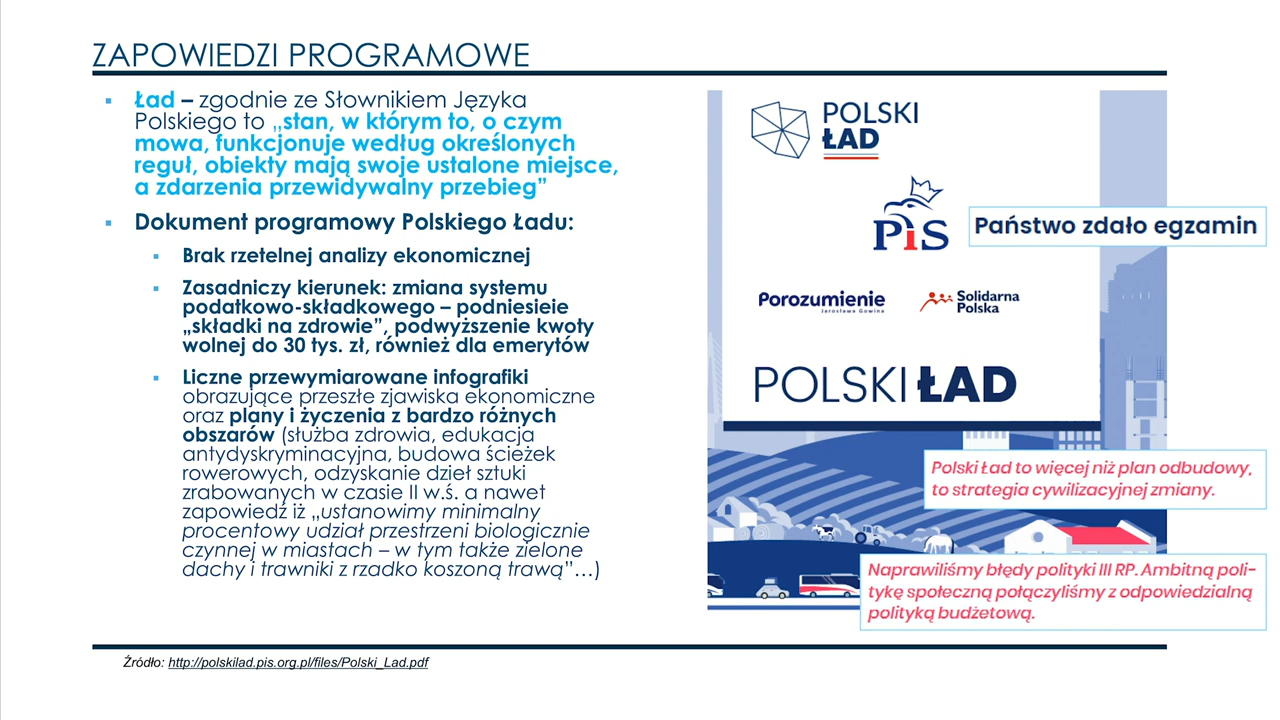 ZAPOWIEDZI PROGRAMOWE
Ład – zgodnie ze Słownikiem Języka
Polskiego to „stan, w którym to, o czym
mowa, funkcjonuje według określonych
reguł, obiekty mają swoje ustalone miejsce,
a zdarzenia przewidywalny przebieg”
Dokument programowy Polskiego Ładu:
Brak rzetelnej analizy ekonomicznej
Zasadniczy kierunek: zmiana systemu
podatkowo-składkowego – podniesieie
„składki na zdrowie”, podwyższenie kwoty
wolnej do 30 tys. zł, również dla emerytów
Liczne przewymiarowane infografiki
obrazujące przeszłe zjawiska ekonomiczne
oraz plany i życzenia z bardzo różnych
obszarów (służba zdrowia, edukacja
antydyskryminacyjna, budowa ścieżek
rowerowych, odzyskanie dzieł sztuki
zrabowanych w czasie II w.ś. a nawet
zapowiedź iż „ustanowimy minimalny
procentowy udział przestrzeni biologicznie
czynnej w miastach – w tym także zielone
dachy i trawniki z rzadko koszoną trawą”...)
POLSKI
ŁAD
PiS
Państwo zdało egzamin
Porozumienie
Jarosława Gowina
Solidarna
Polska
POLSKI ŁAD
Polski Ład to więcej niż plan odbudowy,
to strategia cywilizacyjnej zmiany.
Naprawiliśmy błędy polityki III RP. Ambitną poli-
tykę społeczną połączyliśmy z odpowiedzialną
polityką budżetową.
Źródło: http://polskilad.pis.org.pl/files/Polski_Lad.pdf